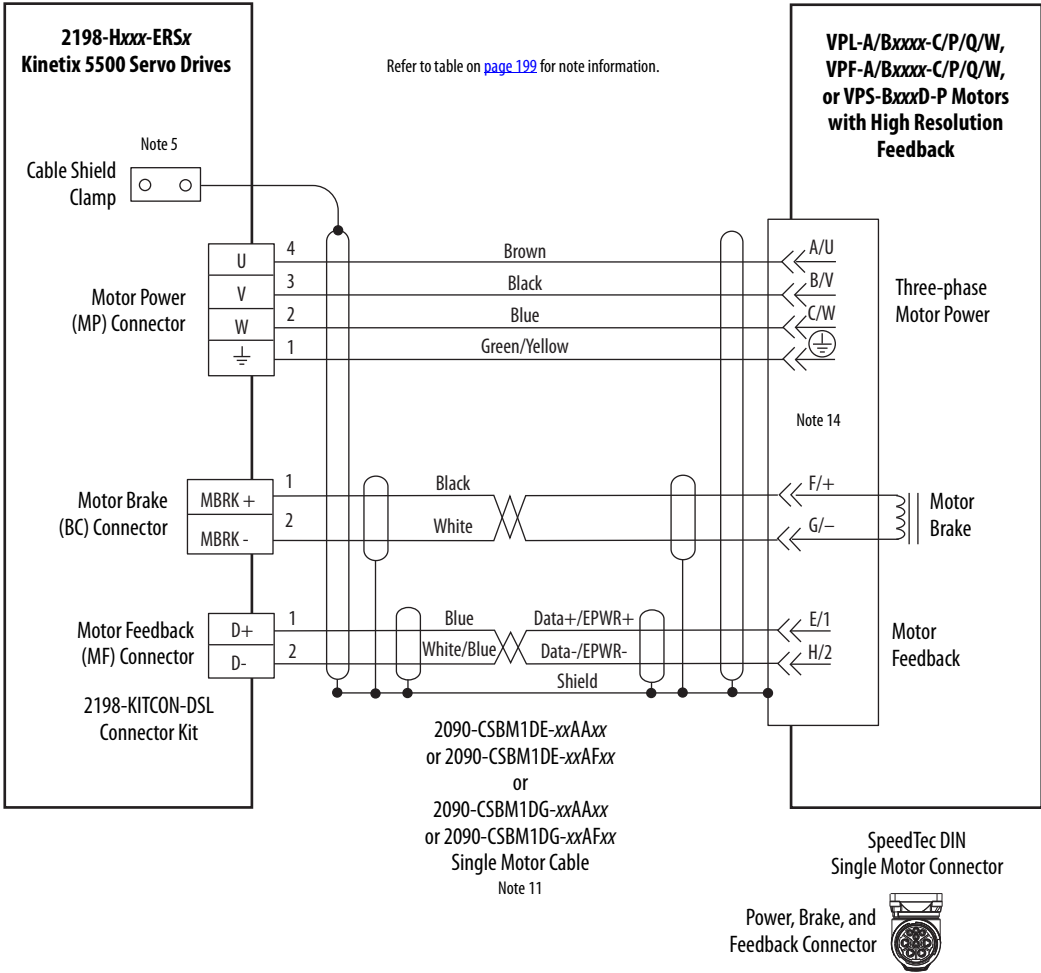 2198-Hxxx-ERSx
Kinetix 5500 Servo Drives
Refer to table on page 199 for note information.
VPL-A/Bxxxx-C/P/Q/W,
VPF-A/Bxxxx-C/P/Q/W,
or VPS-BxxxD-P Motors
with High Resolution
Feedback
Note 5
Cable Shield
Clamp
U
4
Brown
A/U
V
3
Black
B/V
W
2
Blue
C/W
1
Green/Yellow
Motor Power
(MP) Connector
Three-phase
Motor Power
Note 14
Motor Brake
(BC) Connector
MBRK +
1
Black
F/+
MBRK -
2
White
G/–
Motor
Brake
Motor Feedback
(MF) Connector
D+
1
Blue
Data+/EPWR+
E/1
D-
2
White/Blue
Data-/EPWR-
H/2
Motor
Feedback
Shield
2198-KITCON-DSL
Connector Kit
2090-CSBM1DE-xxAAxx
or 2090-CSBM1DE-xxAFxx
or
2090-CSBM1DG-xxAAxx
or 2090-CSBM1DG-xxAFxx
Single Motor Cable
Note 11
SpeedTec DIN
Single Motor Connector
Power, Brake, and
Feedback Connector